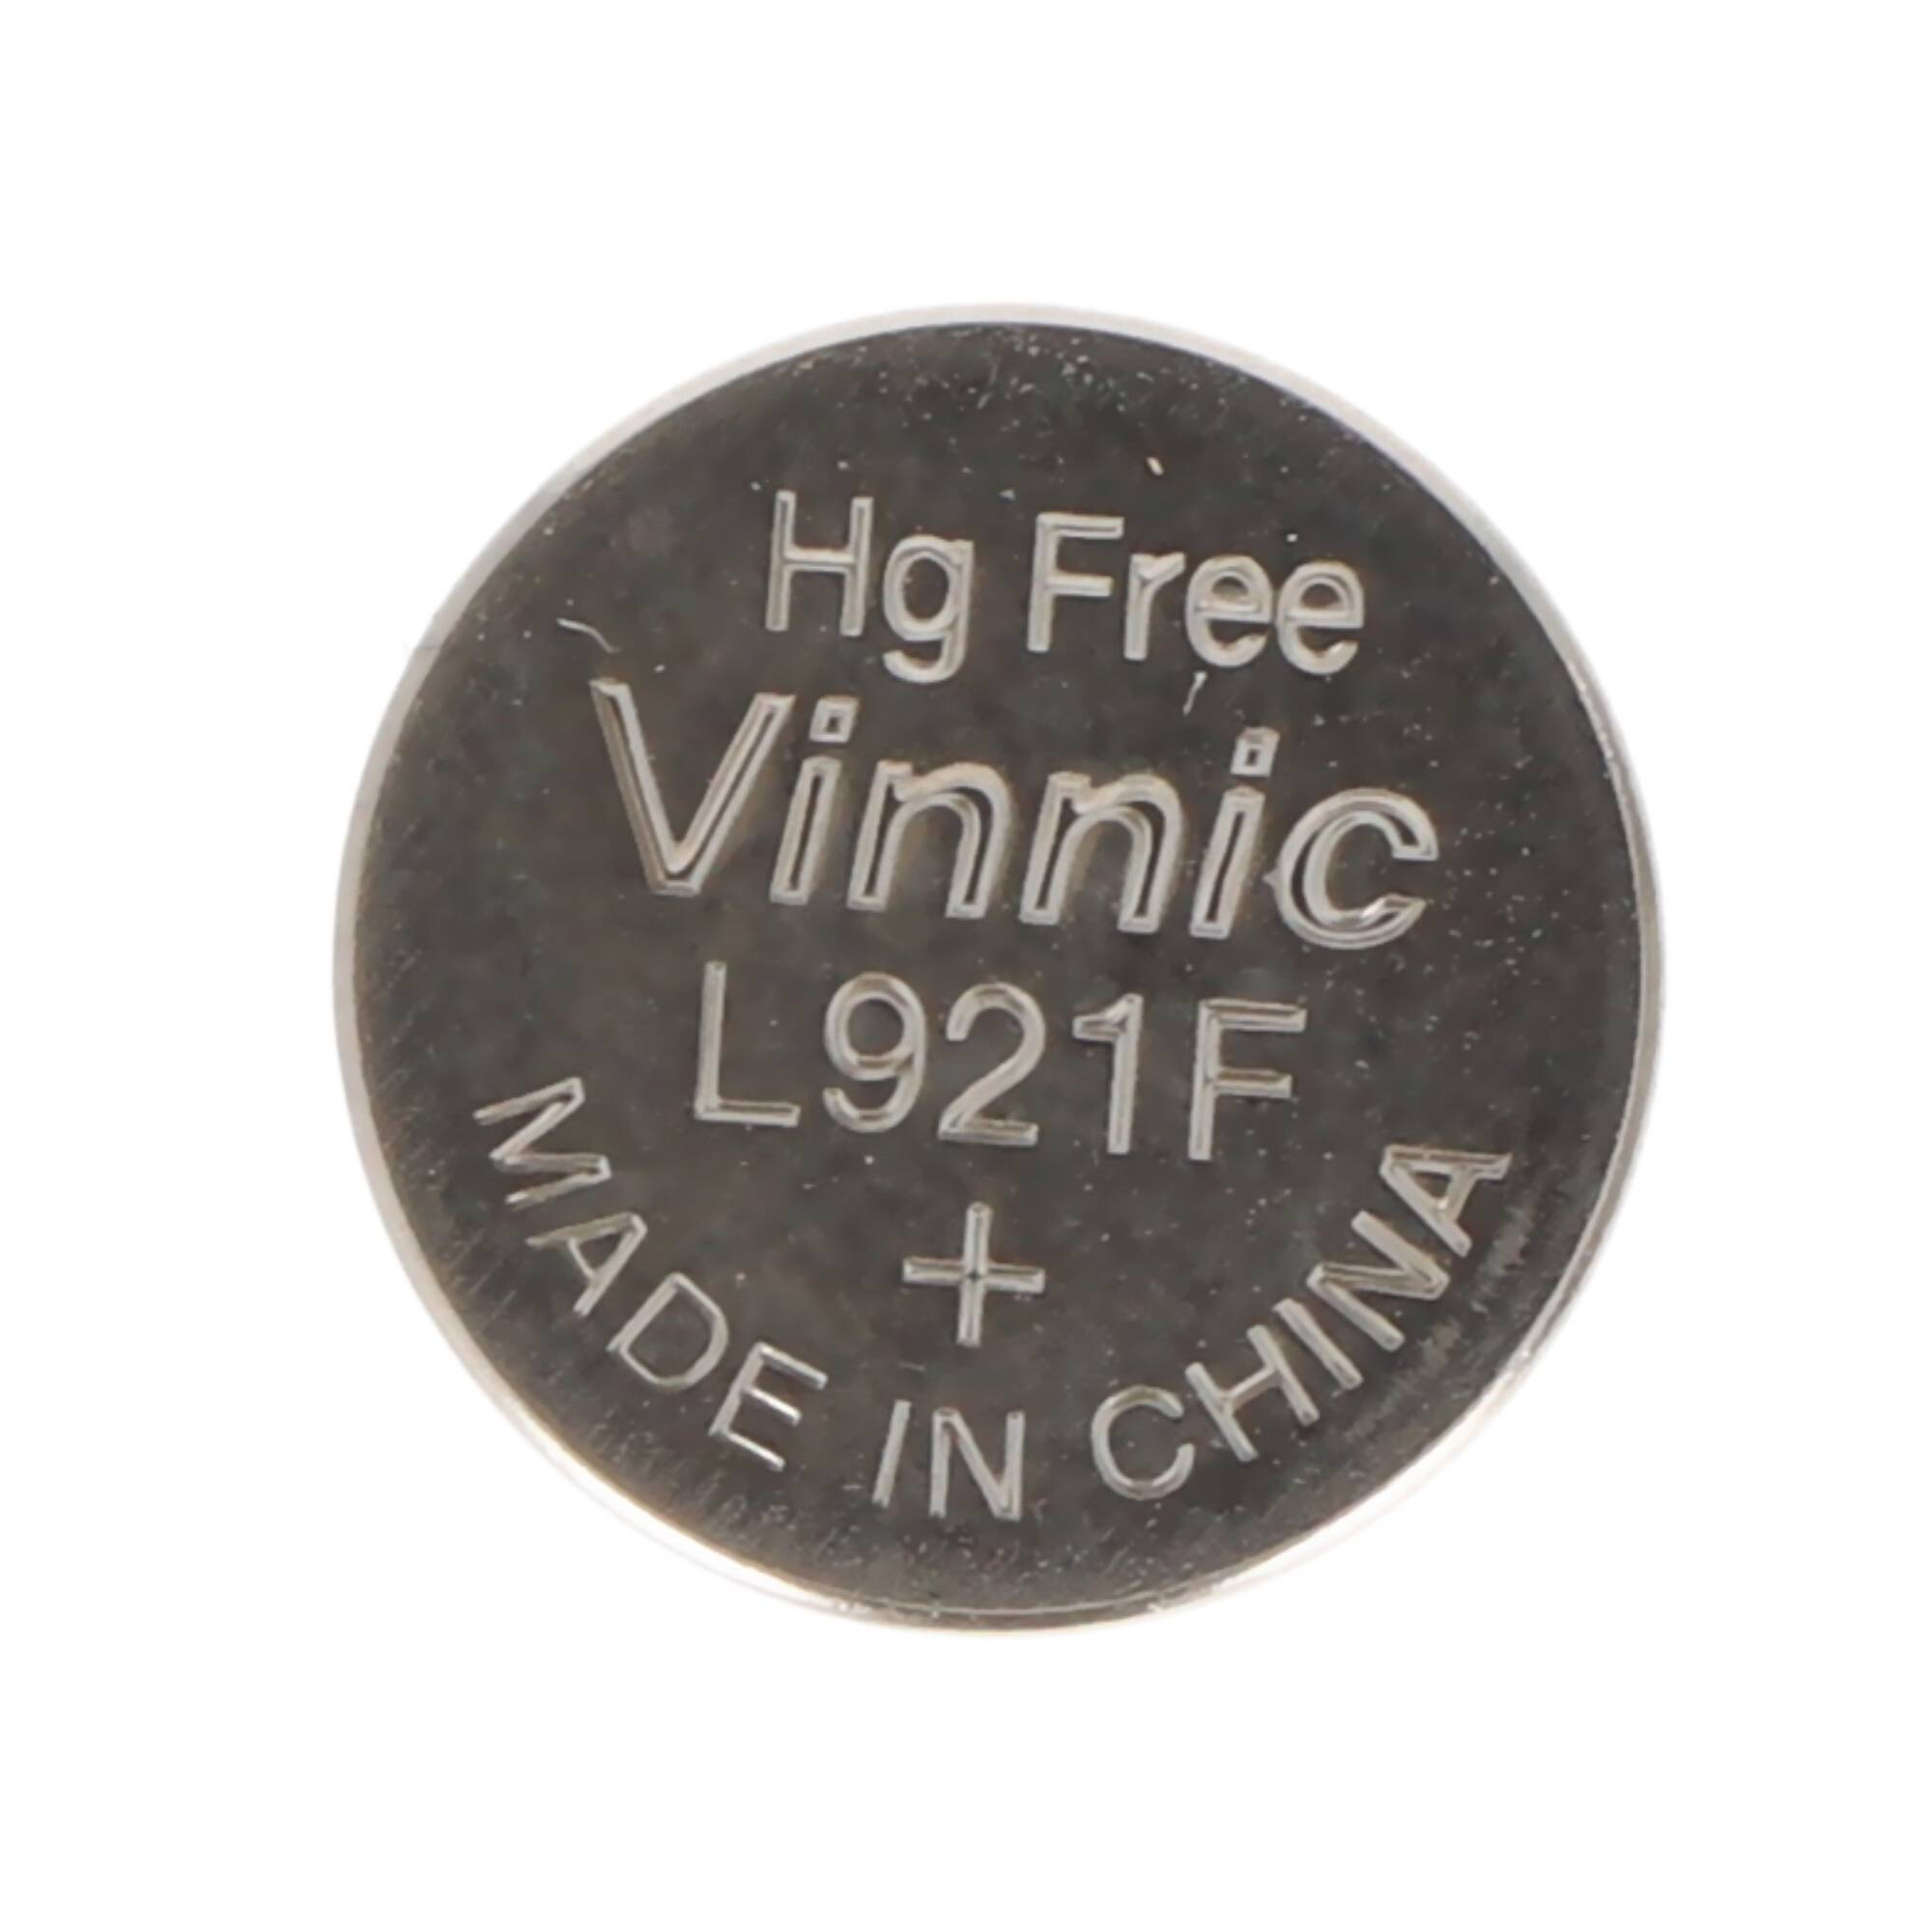 Hg Free
Vinnic
L921F
+
MADE IN CHINA